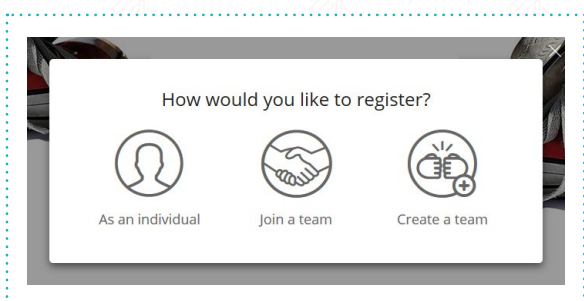 How would you like to register?
As an individual
Join a team
Create a team